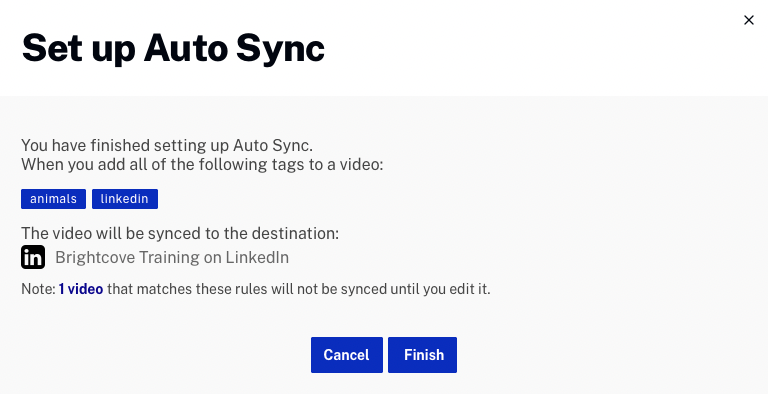 Set up Auto Sync
You have finished setting up Auto Sync.
When you add all of the following tags to a video:
animals linkedin
The video will be synced to the destination:
in Brightcove Training on LinkedIn
Note: 1 video that matches these rules will not be synced until you edit it.
Cancel Finish